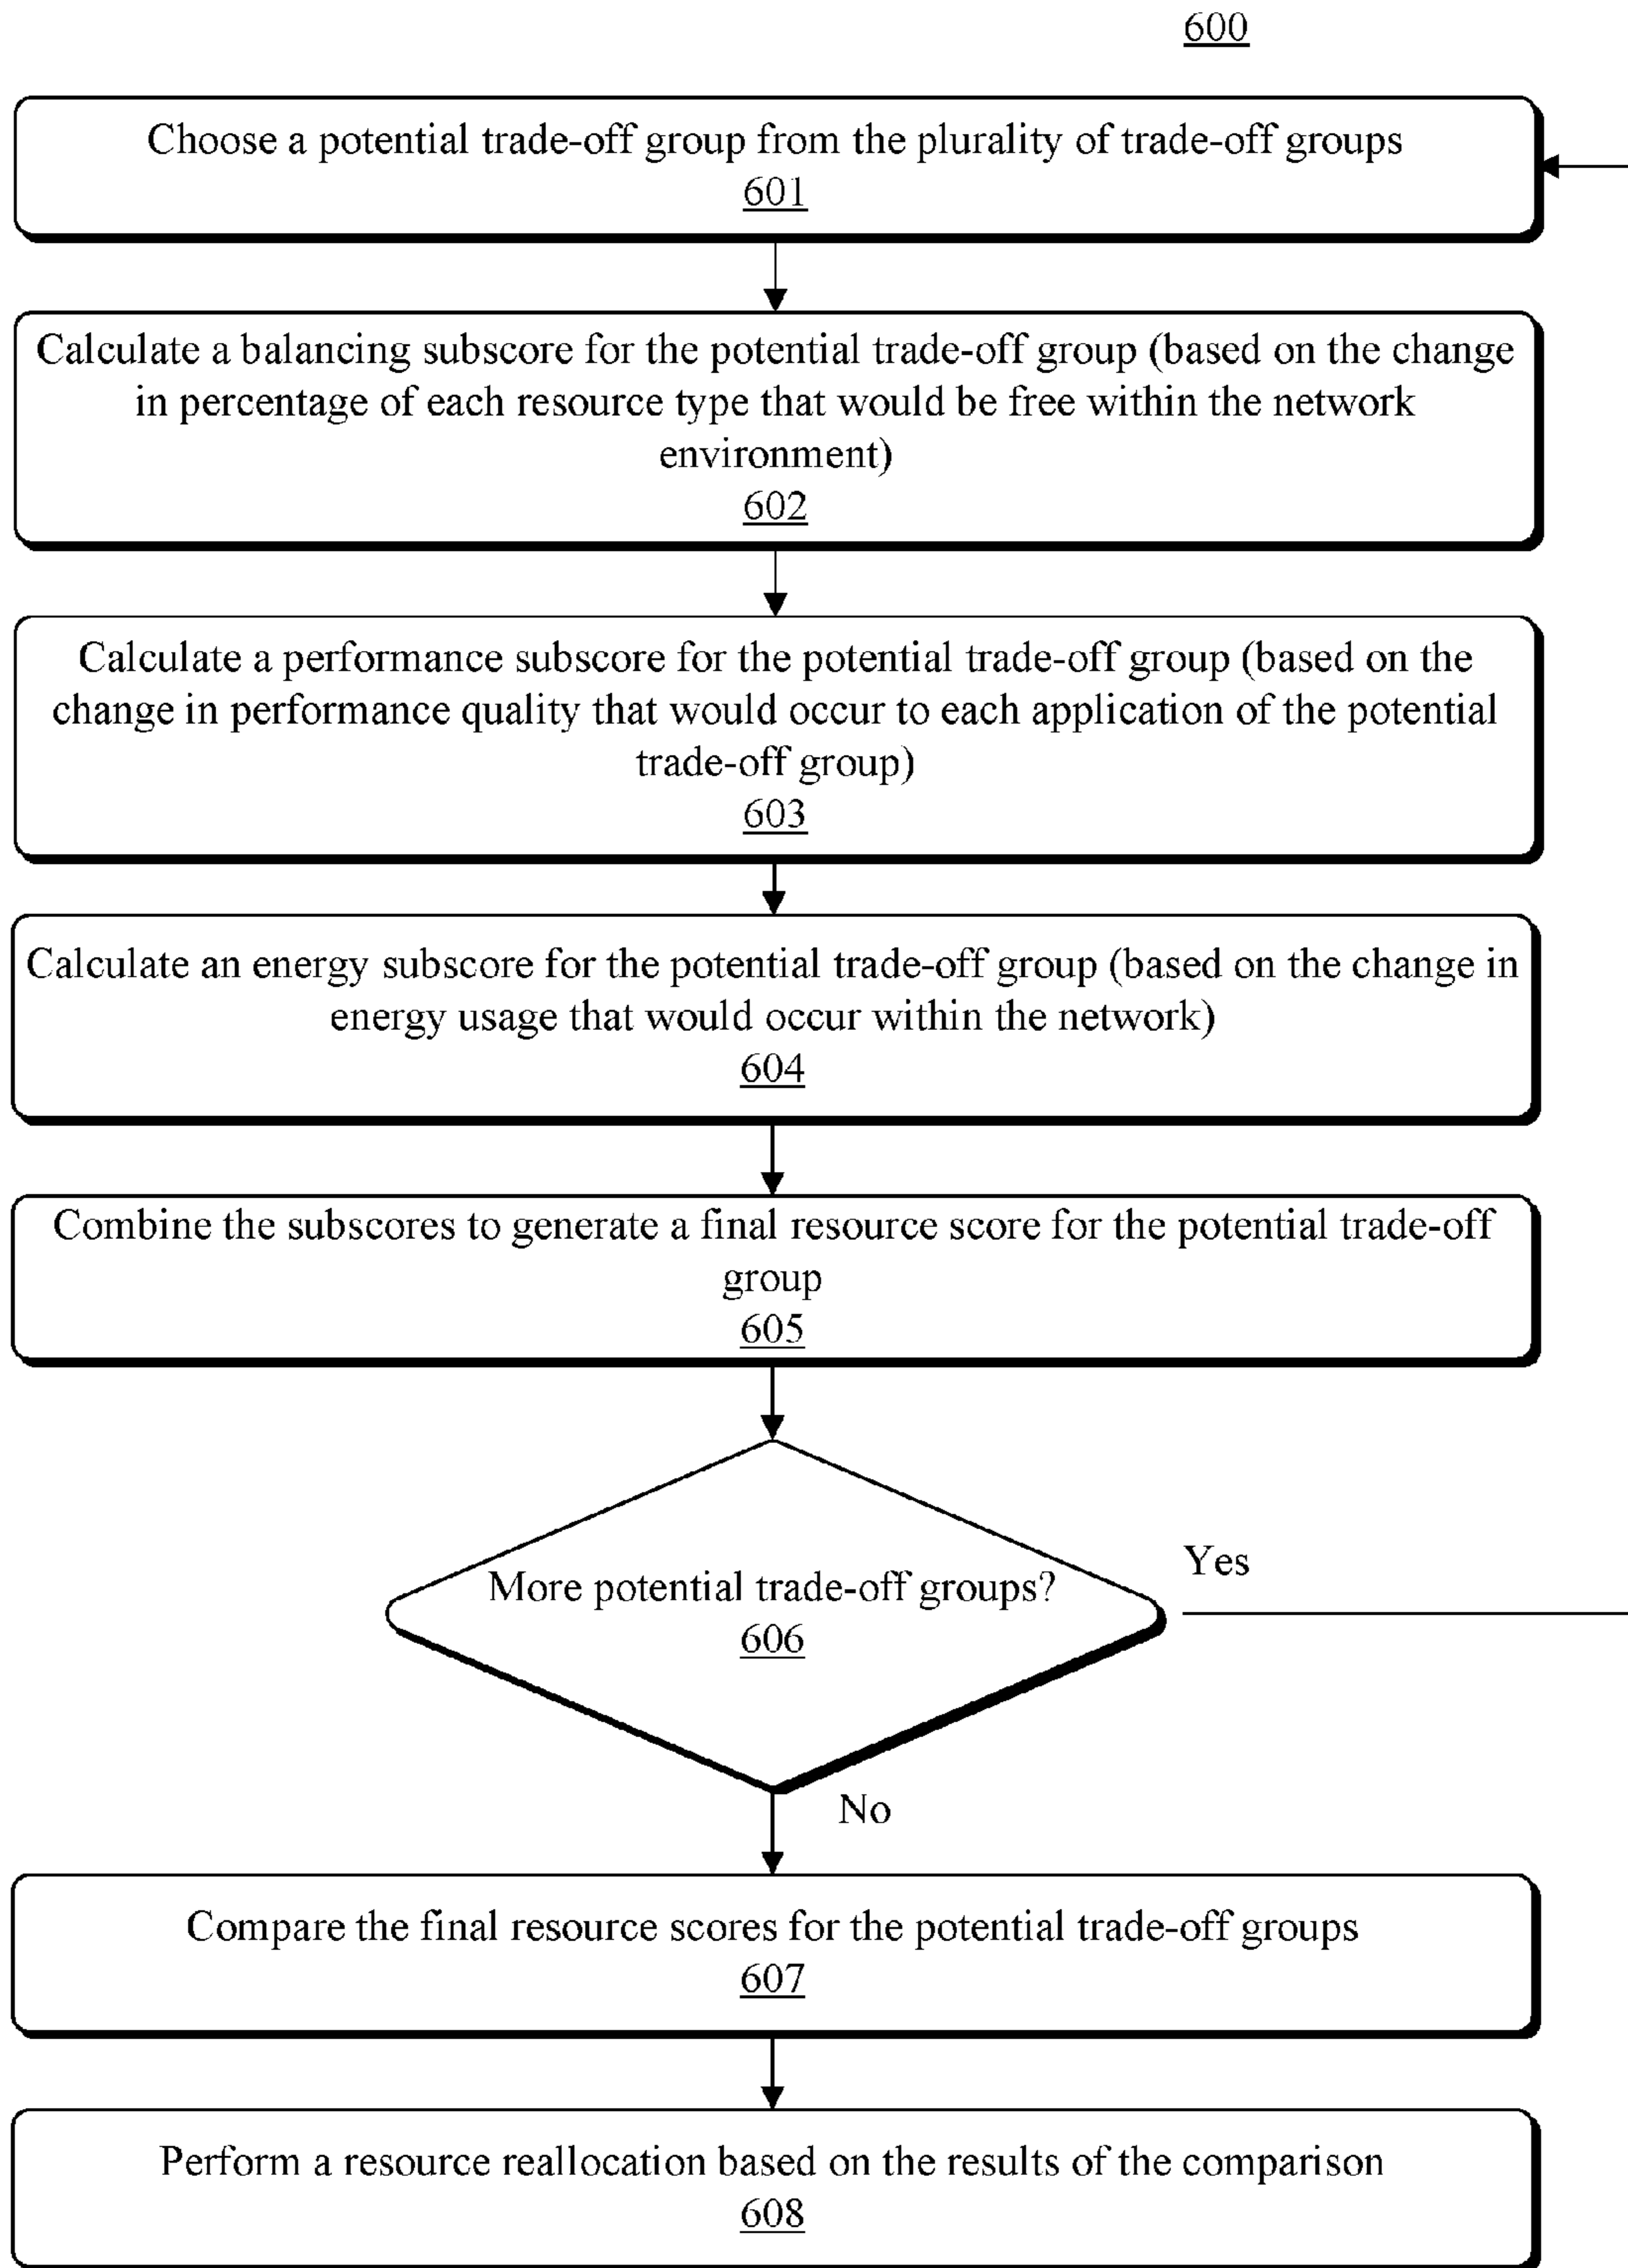 600
Choose a potential trade-off group from the plurality of trade-off groups
601
Calculate a balancing subscore for the potential trade-off group (based on the change
in percentage of each resource type that would be free within the network
environment)
602
Calculate a performance subscore for the potential trade-off group (based on the
change in performance quality that would occur to each application of the potential
trade-off group)
603
Calculate an energy subscore for the potential trade-off group (based on the change in
energy usage that would occur within the network)
604
Combine the subscores to generate a final resource score for the potential trade-off
group
605
More potential trade-off groups?
606
Yes
No
Compare the final resource scores for the potential trade-off groups
607
Perform a resource reallocation based on the results of the comparison
608